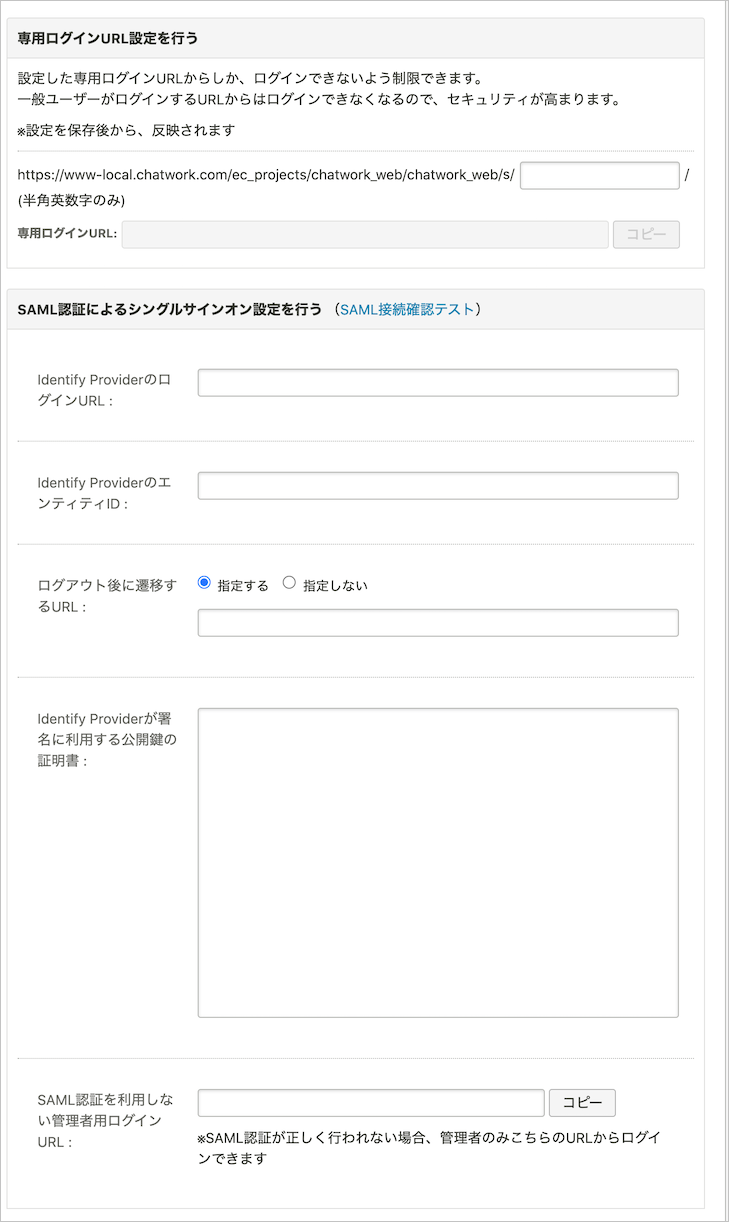 専用ログインURL設定を行う
設定した専用ログインURLからしか、ログインできないよう制限できます。
一般ユーザーがログインするURLからはログインできなくなるので、セキュリティが高まります。
※設定を保存後から、反映されます
https://www-local.chatwork.com/ec_projects/chatwork_web/chatwork_web/s/ /
(半角英数字のみ)
専用ログインURL: コピー
SAML認証によるシングルサインオン設定を行う （SAML接続確認テスト）
Identify Providerのロ
グインURL :
Identify Providerのエ
ンティティID :
ログアウト後に遷移す
るURL :
指定する 指定しない
Identify Providerが署
名に利用する公開鍵の
証明書 :
SAML認証を利用しな
い管理者用ログイン
URL :
コピー
※SAML認証が正しく行われない場合、管理者のみこちらのURLからログイ
ンできます